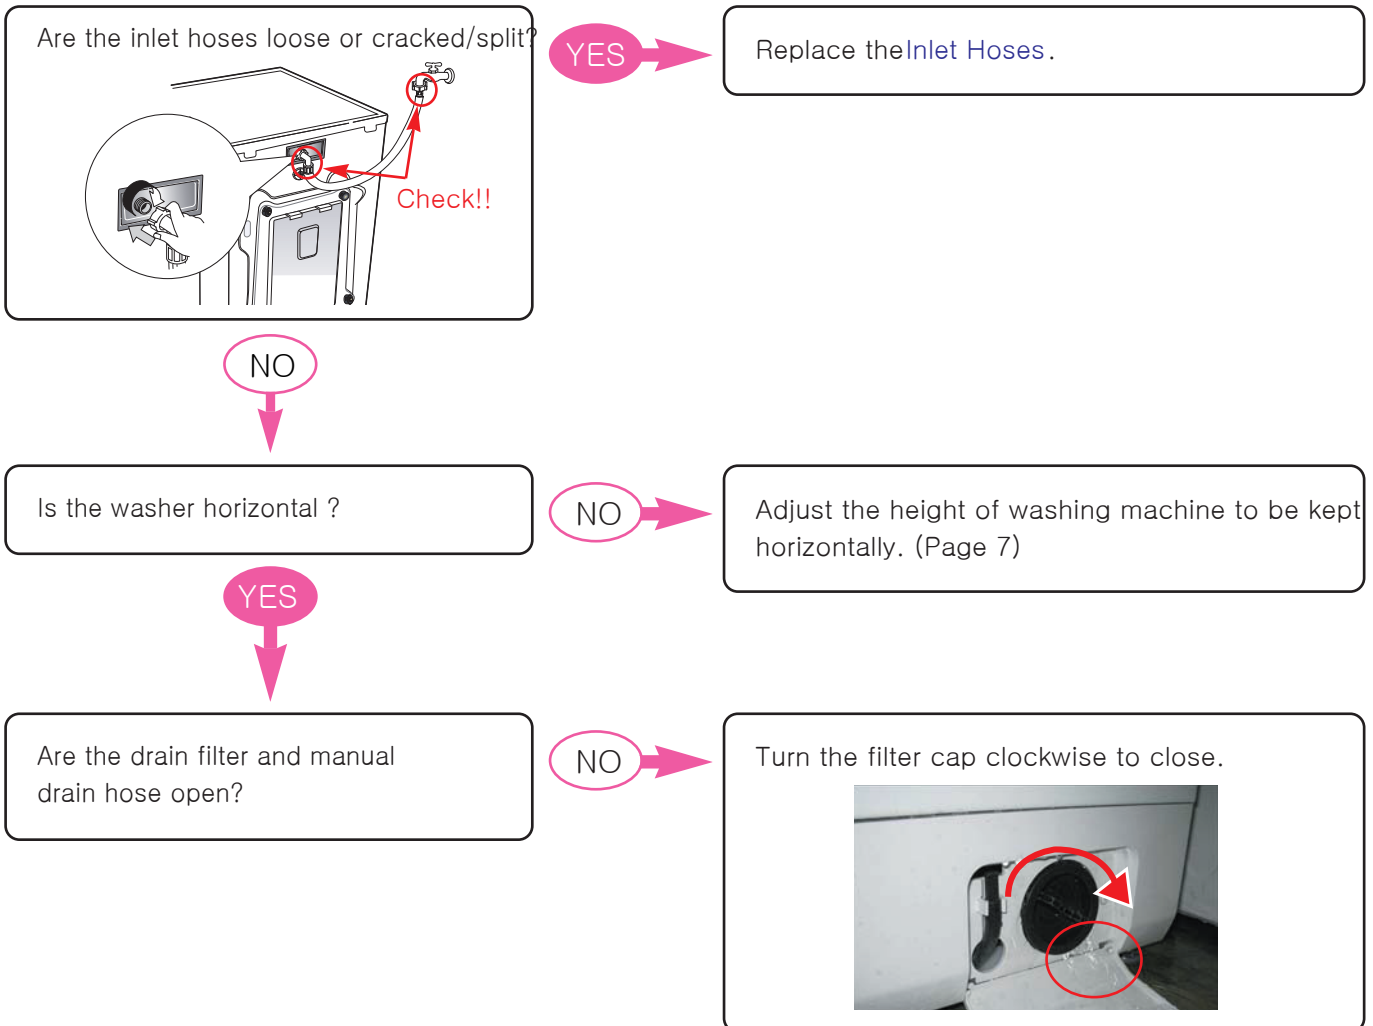 Are the inlet hoses loose or cracked/split?
YES
Replace the Inlet Hoses.
Check!!
NO
Is the washer horizontal ?
NO
Adjust the height of washing machine to be kept
horizontally. (Page 7)
YES
Are the drain filter and manual
drain hose open?
NO
Turn the filter cap clockwise to close.